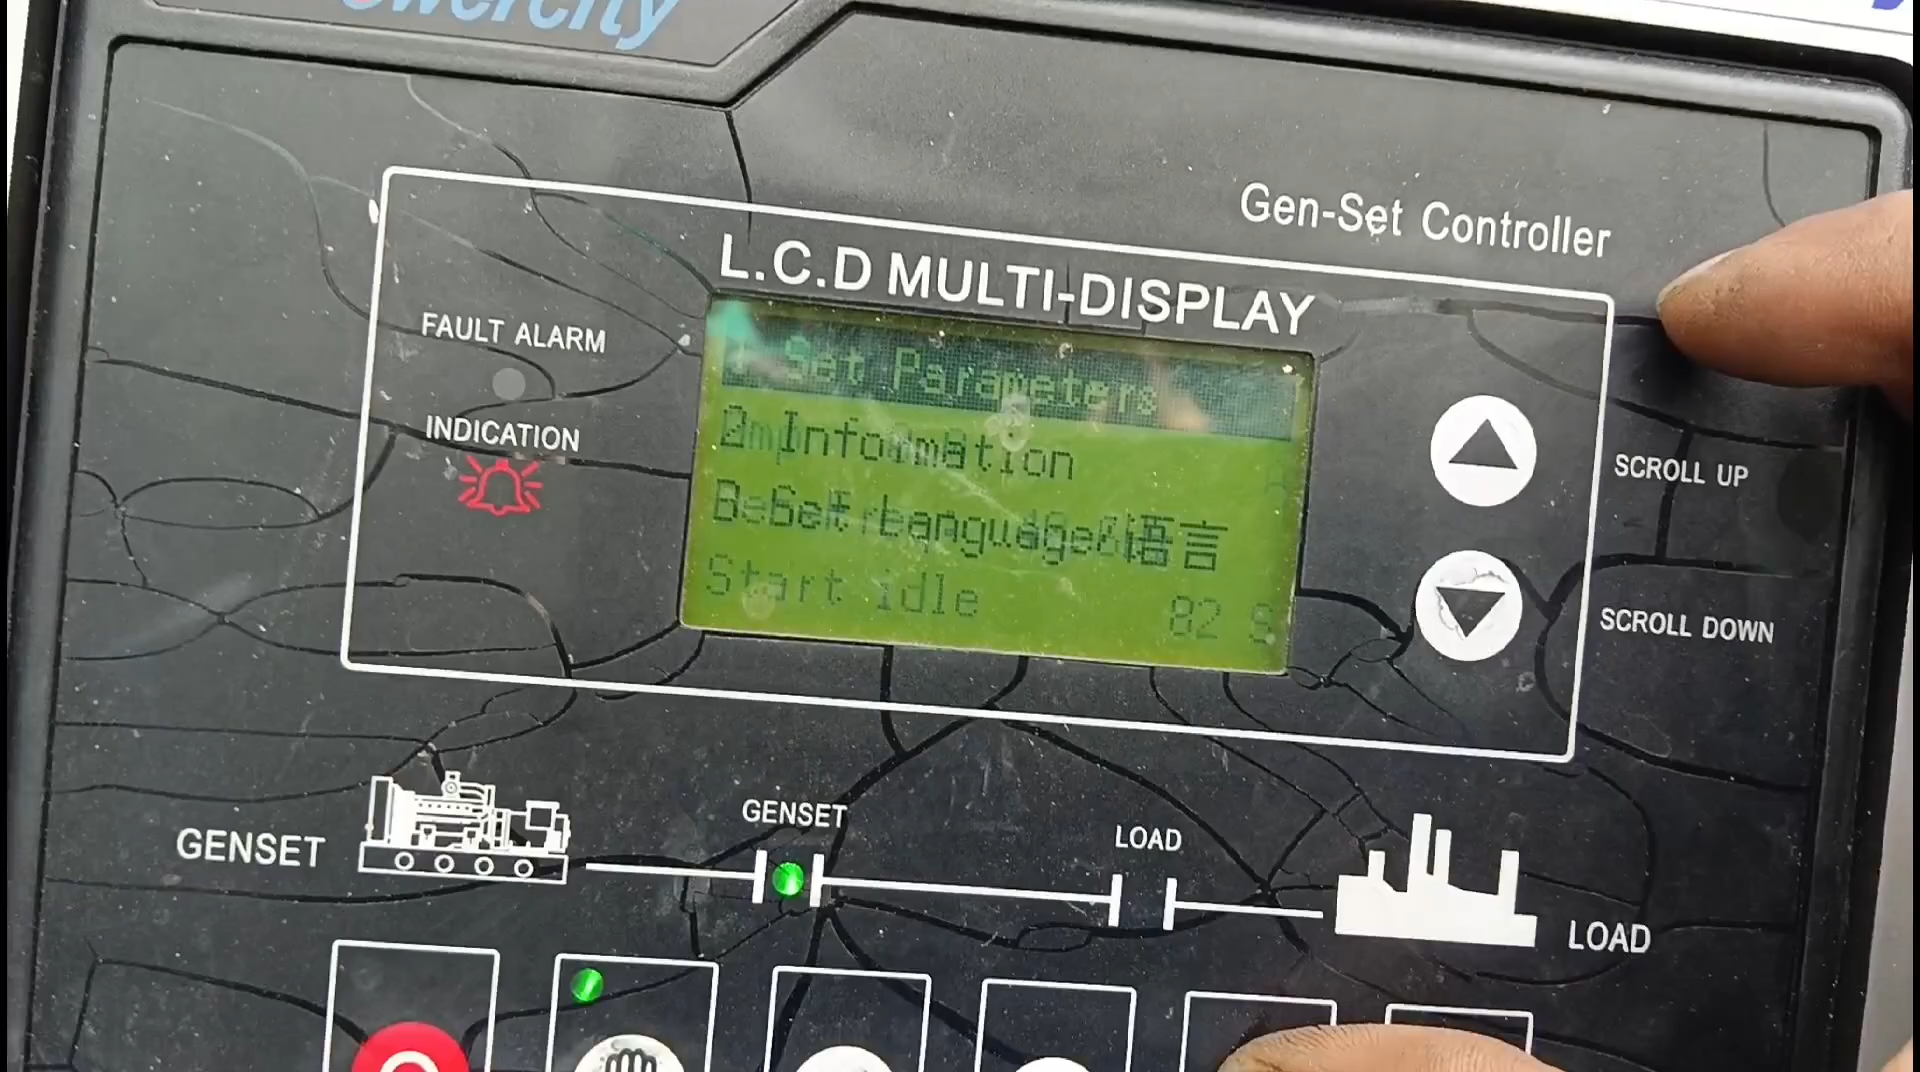 Gen-Set Controller
L.C.D MULTI-DISPLAY
FAULT ALARM
INDICATION
Set Parameters
Information
Language/语言
Start idle 82 S
SCROLL UP
SCROLL DOWN
GENSET
GENSET
LOAD
LOAD